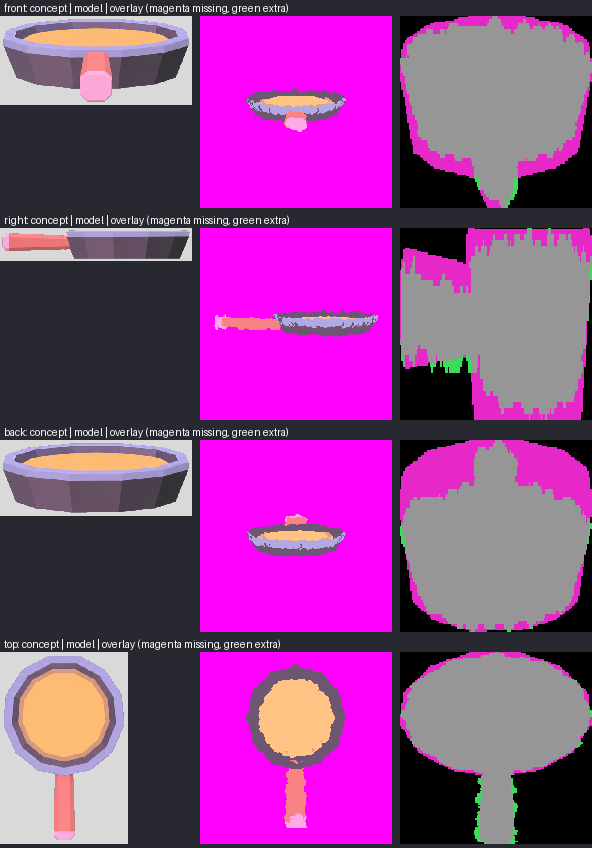 front: concept | model | overlay (magenta missing, green extra)
right: concept | model | overlay (magenta missing, green extra)
back: concept | model | overlay (magenta missing, green extra)
top: concept | model | overlay (magenta missing, green extra)